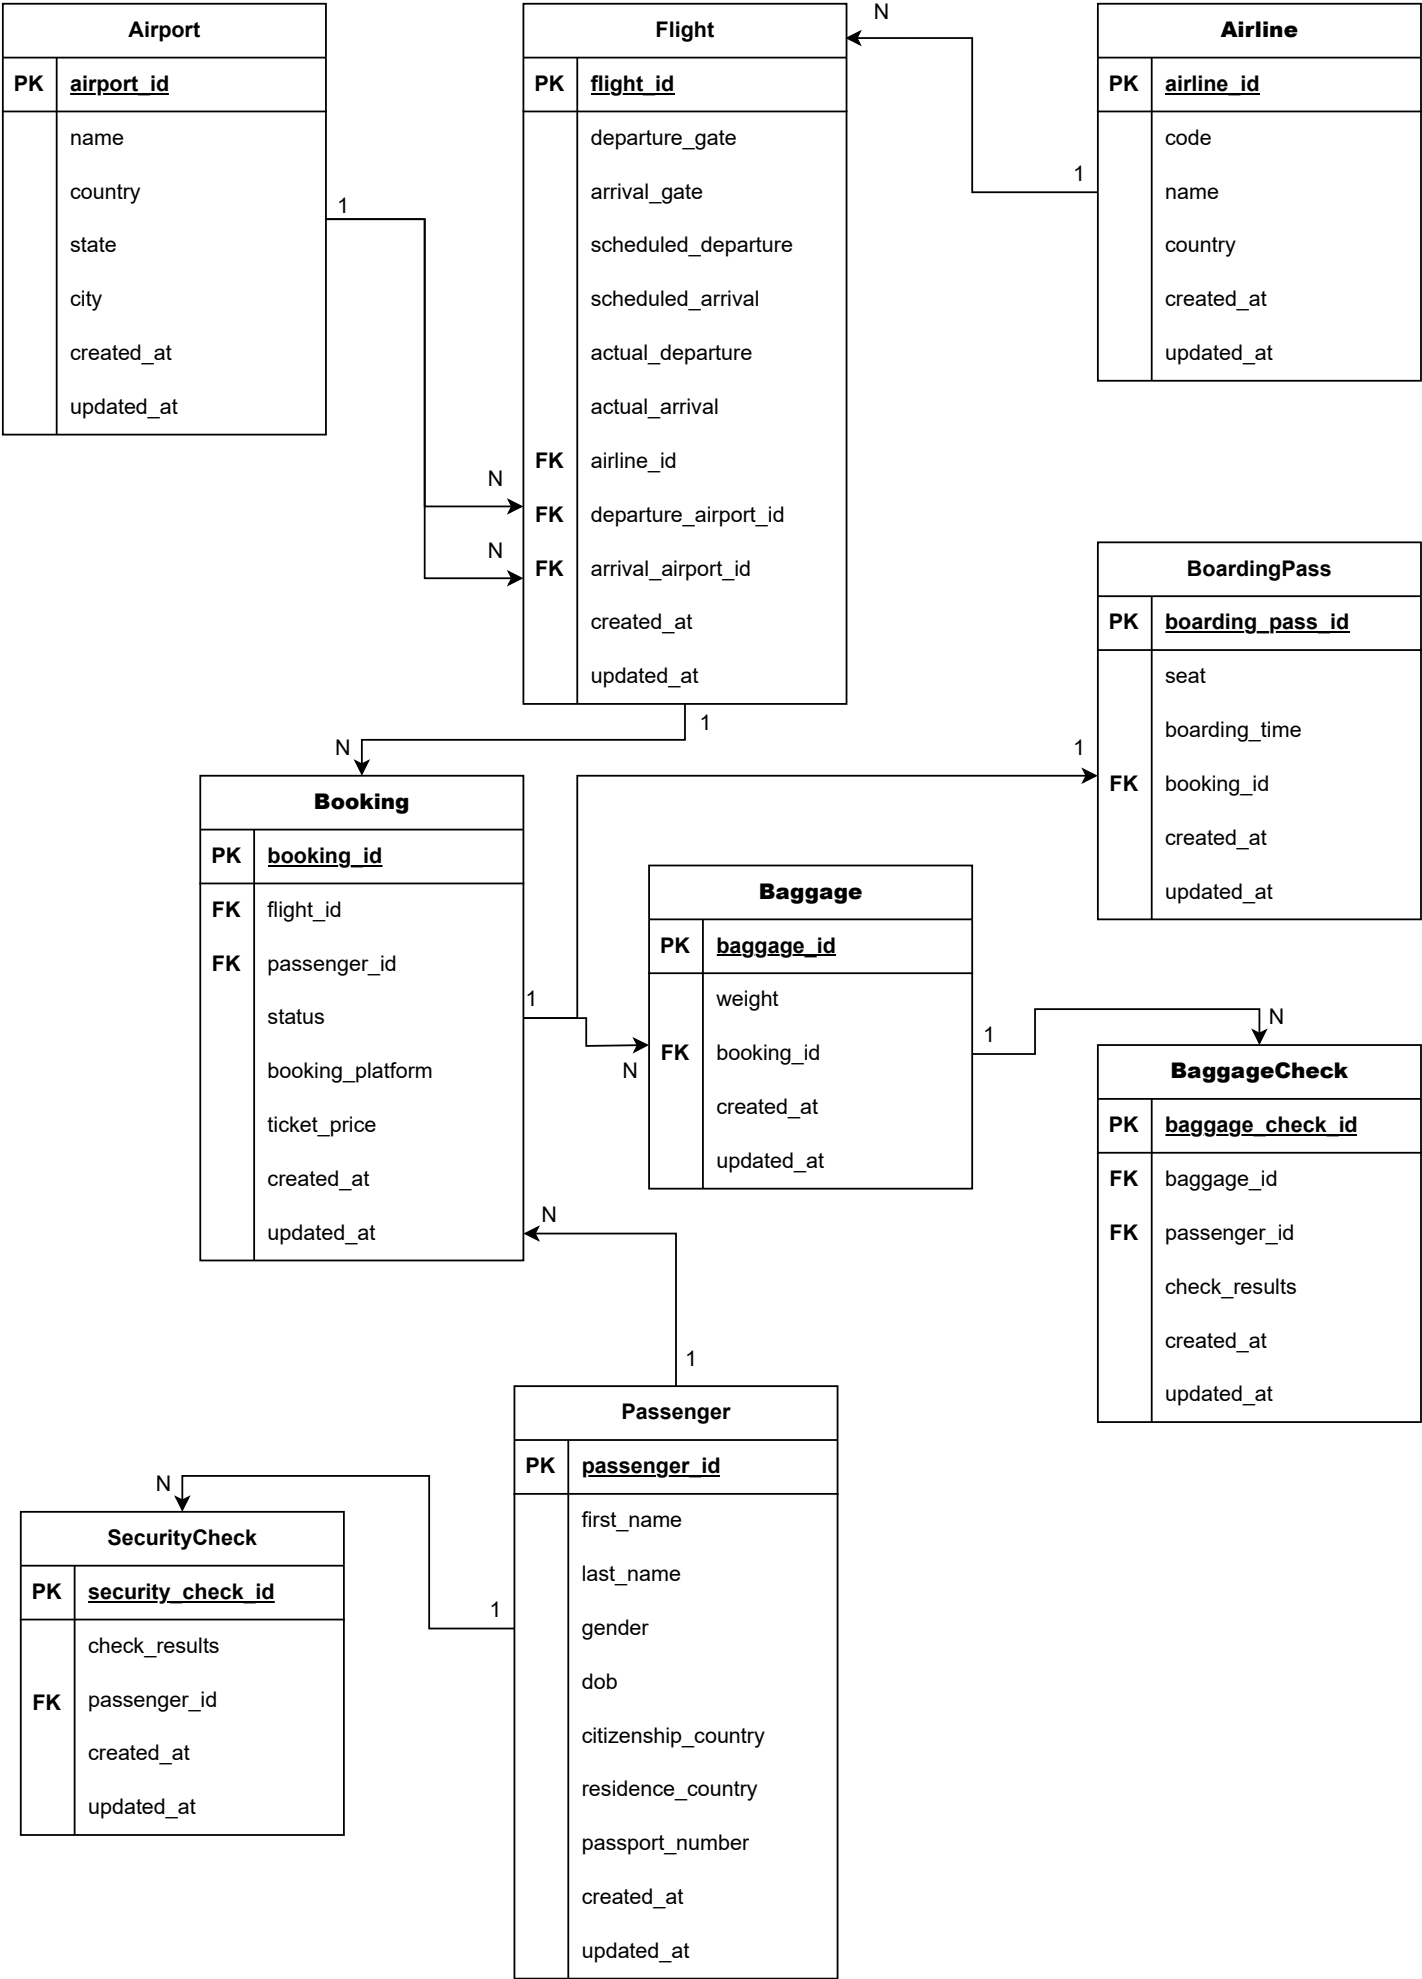 Airport
PK airport_id
name
country
state
city
created_at
updated_at
1
Flight
PK flight_id
departure_gate
arrival_gate
scheduled_departure
scheduled_arrival
actual_departure
actual_arrival
FK airline_id
FK departure_airport_id
FK arrival_airport_id
created_at
updated_at
N
N
N
1
Airline
PK airline_id
code
name
country
created_at
updated_at
1
BoardingPass
PK boarding_pass_id
seat
boarding_time
FK booking_id
created_at
updated_at
1
N
Booking
PK booking_id
FK flight_id
FK passenger_id
status
booking_platform
ticket_price
created_at
updated_at
1
N
Baggage
PK baggage_id
weight
FK booking_id
created_at
updated_at
N
1
N
BaggageCheck
PK baggage_check_id
FK baggage_id
FK passenger_id
check_results
created_at
updated_at
1
Passenger
PK passenger_id
first_name
last_name
gender
dob
citizenship_country
residence_country
passport_number
created_at
updated_at
1
N
SecurityCheck
PK security_check_id
check_results
FK passenger_id
created_at
updated_at